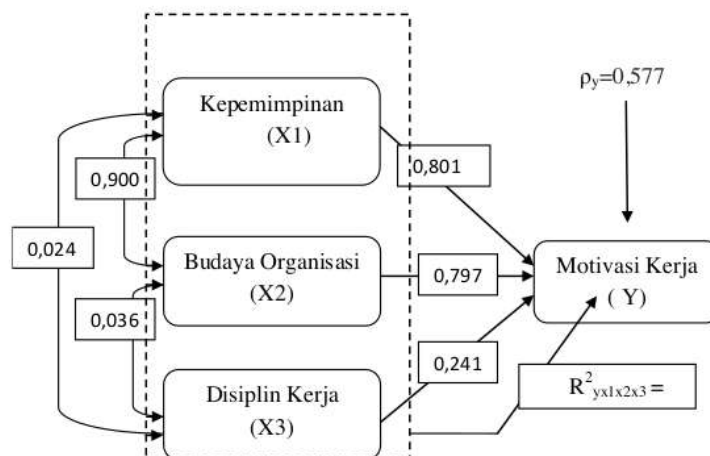 Kepemimpinan
(X1)
ρy=0,577
0,801
0,900
0,024
Budaya Organisasi
(X2)
0,797
Motivasi Kerja
( Y)
0,036
0,241
Disiplin Kerja
(X3)
R²yx1x2x3 =